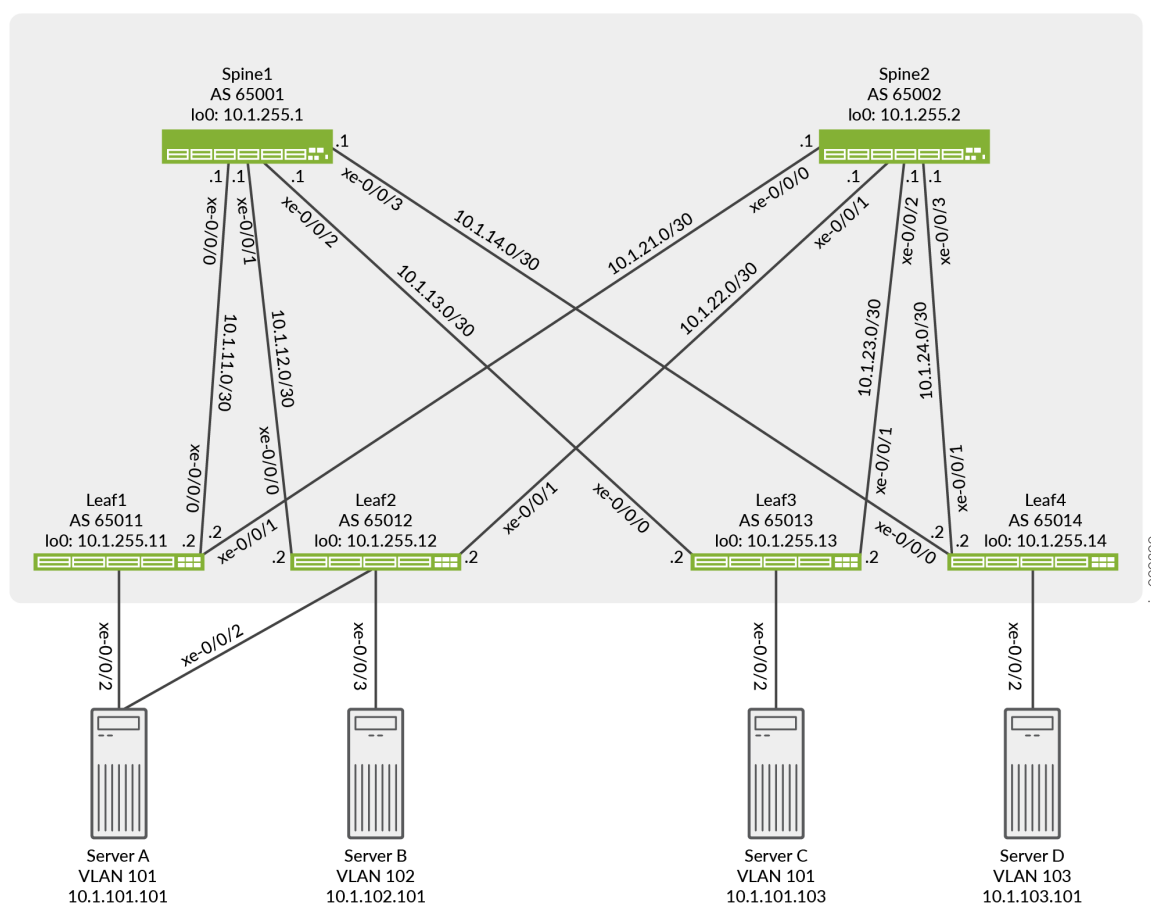 Spine1
AS 65001
lo0: 10.1.255.1
Spine2
AS 65002
lo0: 10.1.255.2
.1
.1
.1
.1
.1
.1
.1
.1
xe-0/0/0
xe-0/0/1
xe-0/0/2
xe-0/0/3
xe-0/0/0
xe-0/0/1
xe-0/0/2
xe-0/0/3
10.1.11.0/30
10.1.12.0/30
10.1.13.0/30
10.1.14.0/30
10.1.21.0/30
10.1.22.0/30
10.1.23.0/30
10.1.24.0/30
xe-0/0/0
xe-0/0/1
xe-0/0/0
xe-0/0/1
xe-0/0/0
xe-0/0/1
xe-0/0/0
xe-0/0/1
Leaf1
AS 65011
lo0: 10.1.255.11
.2
.2
Leaf2
AS 65012
lo0: 10.1.255.12
.2
.2
Leaf3
AS 65013
lo0: 10.1.255.13
.2
.2
Leaf4
AS 65014
lo0: 10.1.255.14
.2
.2
xe-0/0/2
xe-0/0/2
xe-0/0/3
xe-0/0/2
xe-0/0/2
Server A
VLAN 101
10.1.101.101
Server B
VLAN 102
10.1.102.101
Server C
VLAN 101
10.1.101.103
Server D
VLAN 103
10.1.103.101